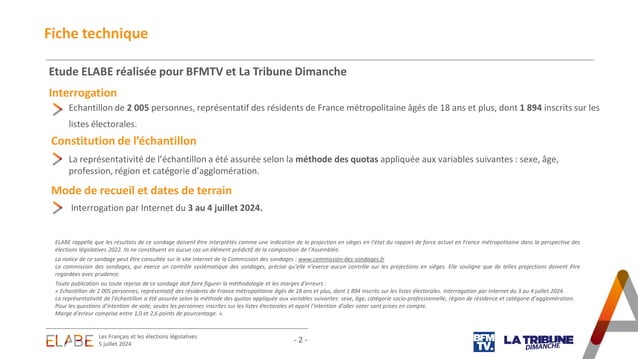 Fiche technique
Etude ELABE réalisée pour BFMTV et La Tribune Dimanche
Interrogation
Echantillon de 2 005 personnes, représentatif des résidents de France métropolitaine âgés de 18 ans et plus, dont 1 894 inscrits sur les
listes électorales.
Constitution de l'échantillon
La représentativité de l'échantillon a été assurée selon la méthode des quotas appliquée aux variables suivantes : sexe, âge,
profession, région et catégorie d'agglomération.
Mode de recueil et dates de terrain
Interrogation par Internet du 3 au 4 juillet 2024.
ELABE rappelle que les résultats de ce sondage doivent être interprétés comme une indication de la projection en sièges en l'état du rapport de force actuel en France métropolitaine dans la perspective des
élections législatives 2022. Ils ne constituent en aucun cas un élément prédictif de la composition de l'Assemblée.
La notice de ce sondage peut être consultée sur le site internet de la Commission des sondages : www.commission-des-sondages.fr
La commission des sondages, qui exerce un contrôle systématique des sondages, précise qu'elle n'exerce aucun contrôle sur les projections en sièges. Elle souligne que de telles projections doivent être
regardées avec prudence.
Toute publication ou toute reprise de ce sondage doit faire figurer la méthodologie et les marges d'erreurs :
« Echantillon de 2 005 personnes, représentatif des résidents de France métropolitaine âgés de 18 ans et plus, dont 1 894 inscrits sur les listes électorales. Interrogation par Internet du 3 au 4 juillet 2024.
La représentativité de l'échantillon a été assurée selon la méthode des quotas appliquée aux variables suivantes: sexe, âge, catégorie socio-professionnelle, région de résidence et catégorie d'agglomération.
Pour les questions d'intention de vote, seules les personnes inscrites sur les listes électorales et ayant l'intention d'aller voter sont prises en compte.
Marge d'erreur comprise entre 1,0 et 2,6 points de pourcentage. ».
ELABE
Les Français et les élections législatives
5 juillet 2024
- 2 -
BFM
TV.
LA TRIBUNE
DIMANCHE